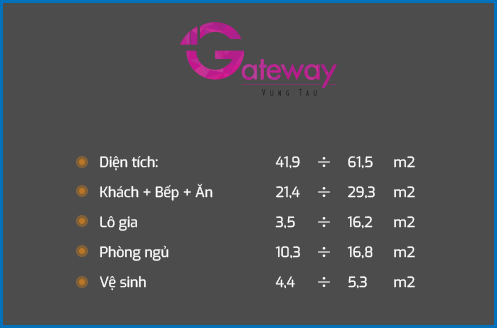 Gateway
VUNG TAU
Diện tích: 41,9 ÷ 61,5 m2
Khách + Bếp + Ăn 21,4 ÷ 29,3 m2
Lô gia 3,5 ÷ 16,2 m2
Phòng ngủ 10,3 ÷ 16,8 m2
Vệ sinh 4,4 ÷ 5,3 m2